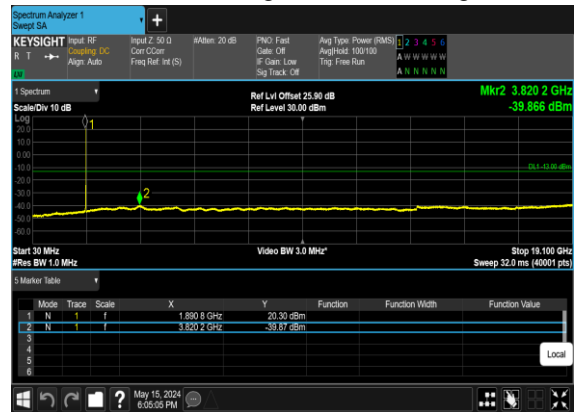 Spectrum Analyzer 1
Swept SA
KEYSIGHT
R T
LW
Input: RF
Coupling: DC
Align: Auto
Input Z: 50 Ω
Corr CCorr
Freq Ref: Int (S)
#Atten: 20 dB
PNO: Fast
Gate: Off
IF Gain: Low
Sig Track: Off
Avg Type: Power (RMS)
Avg|Hold: 100/100
Trig: Free Run
1 2 3 4 5 6
A W W W W W
A N N N N N
1 Spectrum
Scale/Div 10 dB
Ref Lvl Offset 25.90 dB
Ref Level 30.00 dBm
Mkr2 3.820 2 GHz
-39.866 dBm
Log
20.0
10.0
0.00
-10.0
-20.0
-30.0
-40.0
-50.0
-60.0
1
2
DL1 -13.00 dBm
Start 30 MHz
#Res BW 1.0 MHz
Video BW 3.0 MHz*
Stop 19.100 GHz
Sweep 32.0 ms (40001 pts)
5 Marker Table
Mode Trace Scale X Y Function Function Width Function Value
1 N 1 f 1.890 8 GHz 20.30 dBm
2 N 1 f 3.820 2 GHz -39.87 dBm
3
4
5
6
Local
?
May 15, 2024
6:05:05 PM